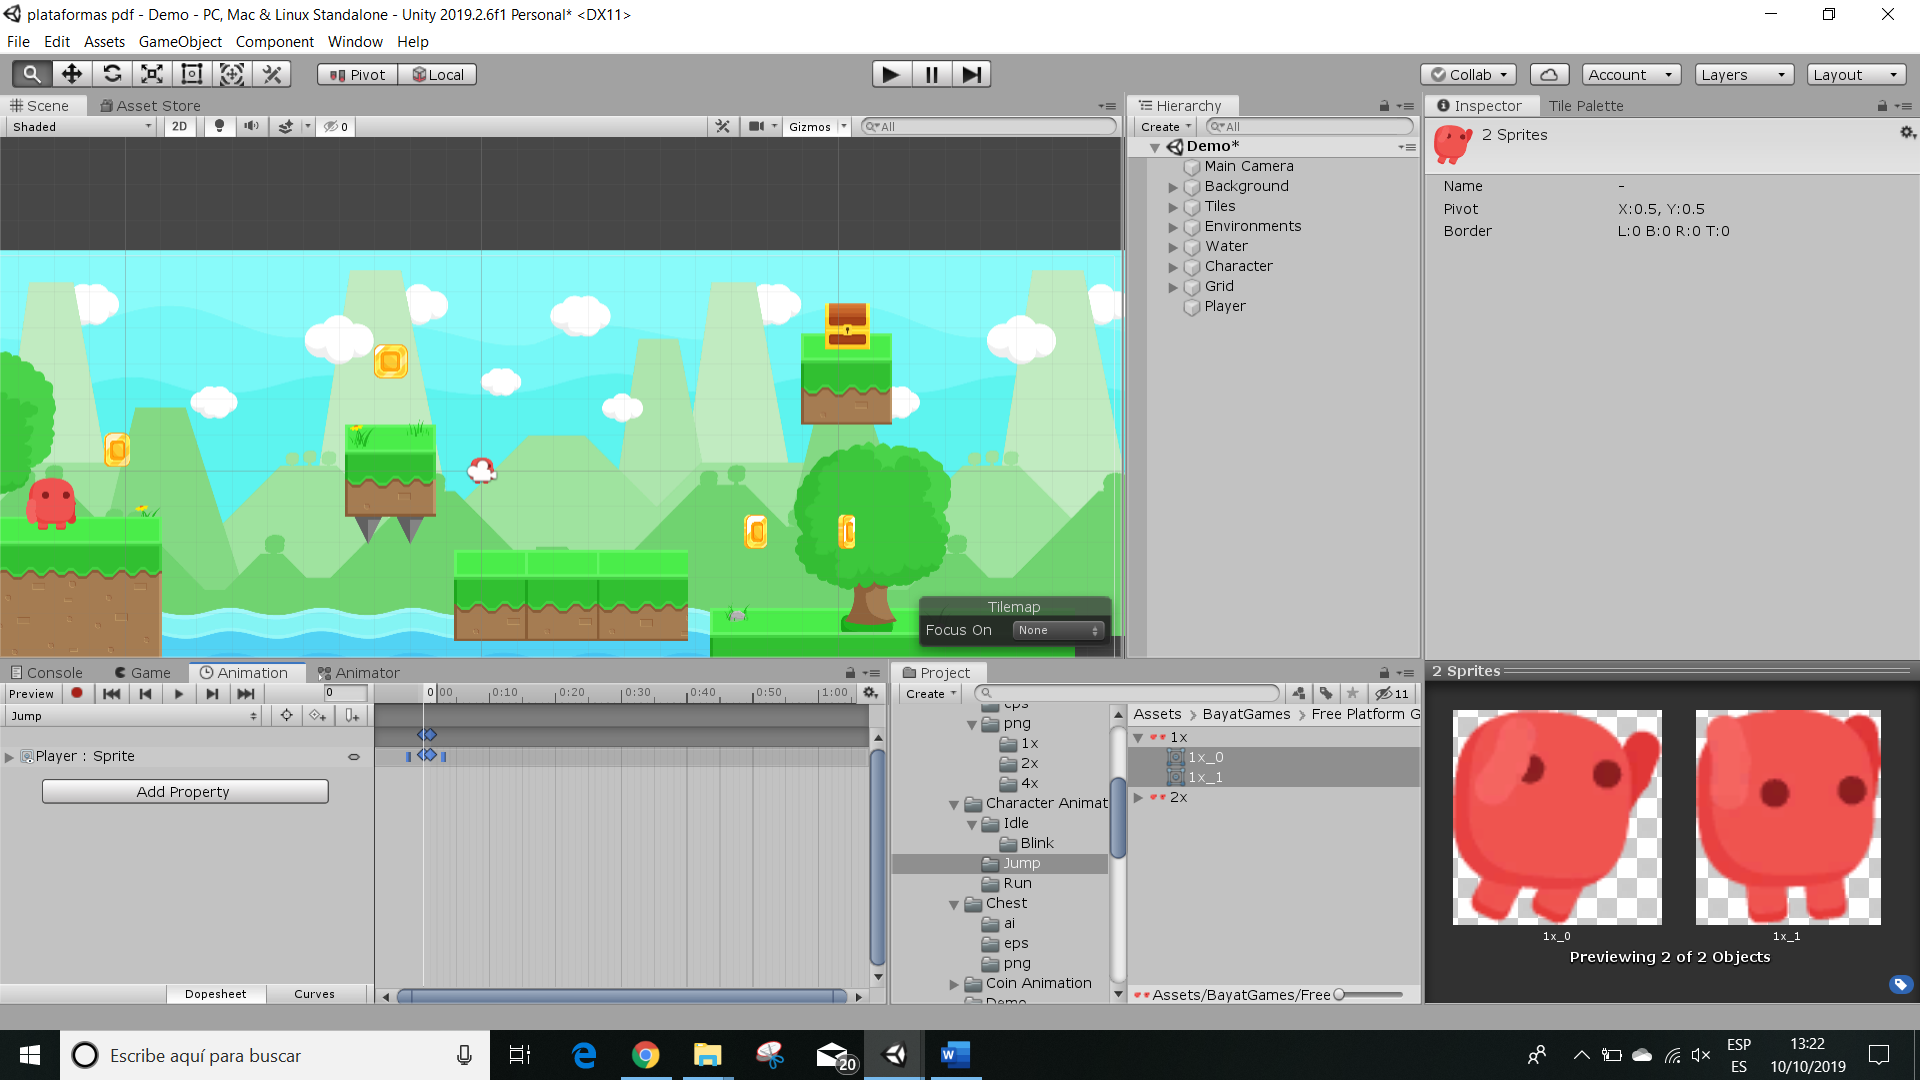 plataformas pdf - Demo - PC, Mac & Linux Standalone - Unity 2019.2.6f1 Personal* <DX11>
File Edit Assets GameObject Component Window Help
Pivot Local Collab Account Layers Layout
Scene Asset Store
Shaded 2D 0 Gizmos All
Tilemap
Focus On None
Hierarchy
Create All
Demo*
Main Camera
Background
Tiles
Environments
Water
Character
Grid
Player
Inspector Tile Palette
2 Sprites
Name -
Pivot X:0.5, Y:0.5
Border L:0 B:0 R:0 T:0
Console Game Animation Animator
Preview 0 0:00 0:10 0:20 0:30 0:40 0:50 1:00
Jump
Player : Sprite
Add Property
Dopesheet Curves
Project
Create 11
eps
png
1x
2x
4x
Character Animat
Idle
Blink
Jump
Run
Chest
ai
eps
png
Coin Animation
Demo
Assets > BayatGames > Free Platform G
1x
1x_0
1x_1
2x
Assets/BayatGames/Free
2 Sprites
1x_0 1x_1
Previewing 2 of 2 Objects
Escribe aquí para buscar
20
ESP
ES
13:22
10/10/2019